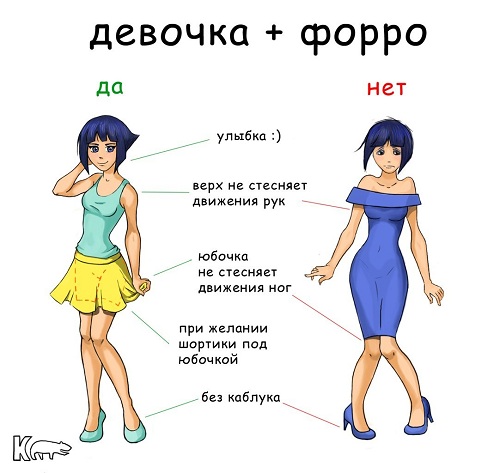 девочка + форро
да
нет
улыбка :)
верх не стесняет
движения рук
юбочка
не стесняет
движения ног
при желании
шортики под
юбочкой
без каблука
К